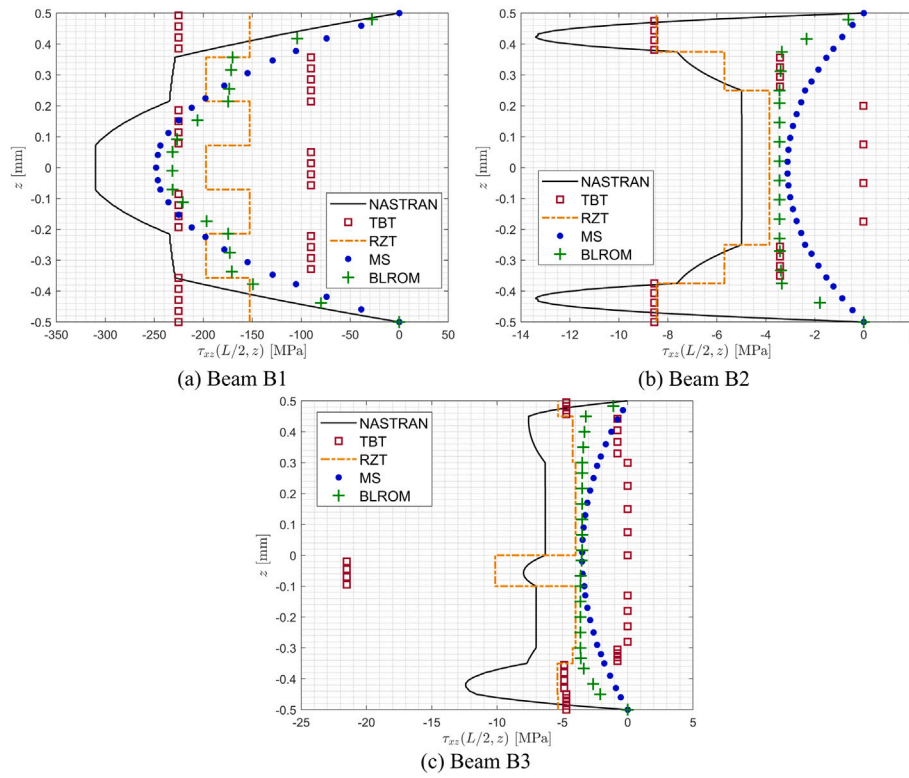 0.5
0.4
0.3
0.2
0.1
0
-0.1
-0.2
-0.3
-0.4
-0.5
z [mm]
NASTRAN
TBT
RZT
MS
BLROM
-350 -300 -250 -200 -150 -100 -50 0 50
τxz(L/2, z) [MPa]
(a) Beam B1
0.5
0.4
0.3
0.2
0.1
0
-0.1
-0.2
-0.3
-0.4
-0.5
z [mm]
NASTRAN
TBT
RZT
MS
BLROM
-14 -12 -10 -8 -6 -4 -2 0
τxz(L/2, z) [MPa]
(b) Beam B2
0.5
0.4
0.3
0.2
0.1
0
-0.1
-0.2
-0.3
-0.4
-0.5
z [mm]
NASTRAN
TBT
RZT
MS
BLROM
-25 -20 -15 -10 -5 0 5
τxz(L/2, z) [MPa]
(c) Beam B3